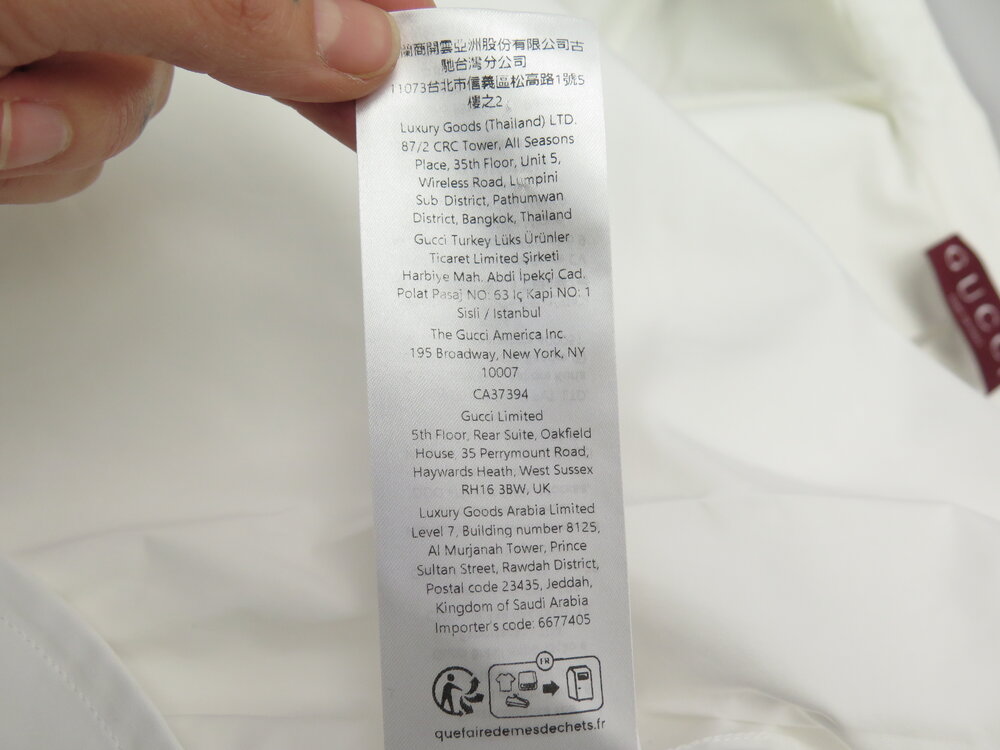 蘭商開雲亞洲股份有限公司古
馳台灣分公司
11073台北市信義區松高路1號5
樓之2
Luxury Goods (Thailand) LTD.
87/2 CRC Tower, All Seasons
Place, 35th Floor, Unit 5,
Wireless Road, Lumpini
Sub District, Pathumwan
District, Bangkok, Thailand
Gucci Turkey Lüks Ürünler
Ticaret Limited Şirketi
Harbiye Mah. Abdi İpekçi Cad.
Polat Pasaj NO: 63 İç Kapi NO: 1
Sisli / Istanbul
The Gucci America Inc.
195 Broadway, New York, NY
10007
CA37394
Gucci Limited
5th Floor, Rear Suite, Oakfield
House, 35 Perrymount Road,
Haywards Heath, West Sussex
RH16 3BW, UK
Luxury Goods Arabia Limited
Level 7, Building number 8125,
Al Murjanah Tower, Prince
Sultan Street, Rawdah District,
Postal code 23435, Jeddah,
Kingdom of Saudi Arabia
Importer's code: 6677405
FR
quefairedemesdechets.fr
GUCCI